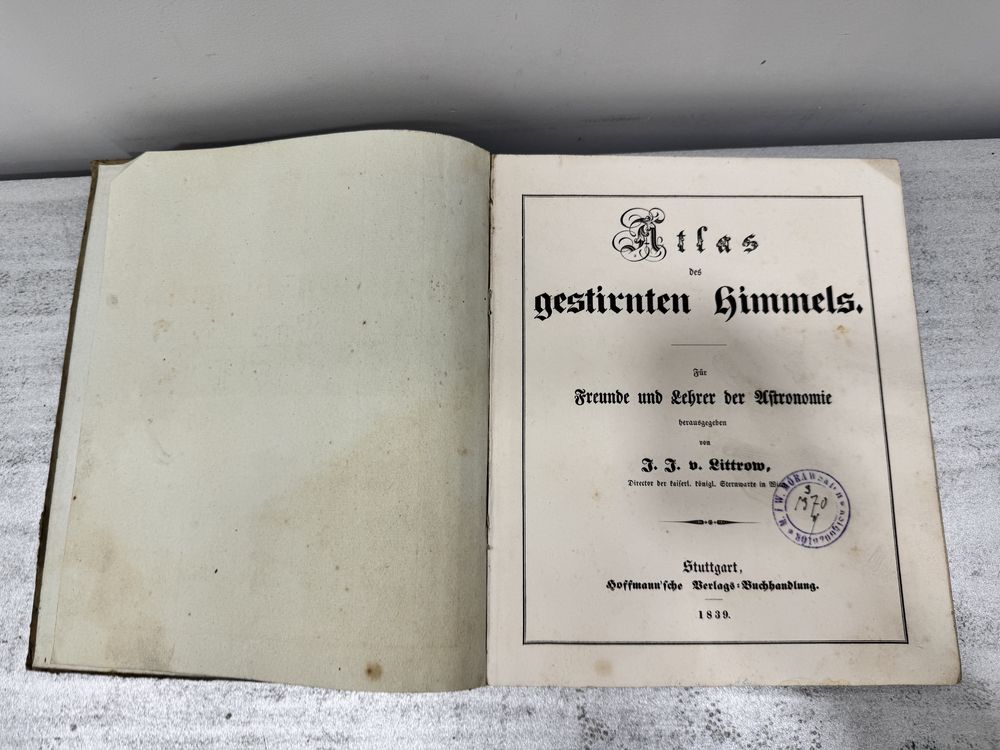 Atlas
des
gestirnten Himmels.
Für
Freunde und Lehrer der Astronomie
herausgegeben
von
J. J. v. Littrow,
Director der kaiserl. königl. Sternwarte in Wien
Stuttgart,
Hoffmann'sche Verlags-Buchhandlung.
1839.